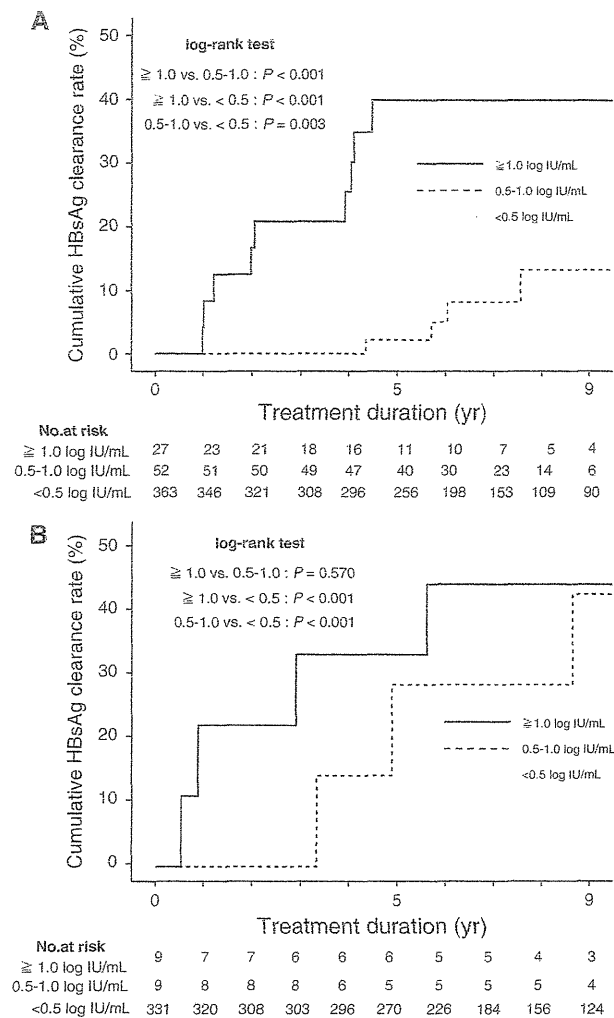 A
Cumulative HBsAg clearance rate (%)
50
40
30
20
10
0
log-rank test
≧ 1.0 vs. 0.5-1.0 : P < 0.001
≧ 1.0 vs. < 0.5 : P < 0.001
0.5-1.0 vs. < 0.5 : P = 0.003
≧1.0 log IU/mL
0.5-1.0 log IU/mL
<0.5 log IU/mL
0 5 9
Treatment duration (yr)
No.at risk
≧ 1.0 log IU/mL 27 23 21 18 16 11 10 7 5 4
0.5-1.0 log IU/mL 52 51 50 49 47 40 30 23 14 6
<0.5 log IU/mL 363 346 321 308 296 256 198 153 109 90
B
Cumulative HBsAg clearance rate (%)
50
40
30
20
10
0
log-rank test
≧ 1.0 vs. 0.5-1.0 : P = 0.570
≧ 1.0 vs. < 0.5 : P < 0.001
0.5-1.0 vs. < 0.5 : P < 0.001
≧1.0 log IU/mL
0.5-1.0 log IU/mL
<0.5 log IU/mL
0 5 9
Treatment duration (yr)
No.at risk
≧ 1.0 log IU/mL 9 7 7 6 6 6 5 5 4 3
0.5-1.0 log IU/mL 9 8 8 8 6 5 5 5 5 4
<0.5 log IU/mL 331 320 308 303 296 270 226 184 156 124